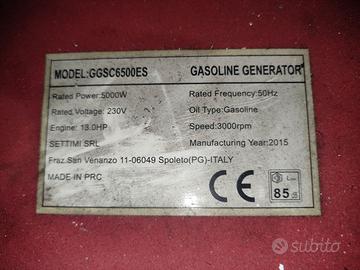 MODEL:GGSC6500ES GASOLINE GENERATOR
Rated Power:5000W Rated Frequency:50Hz
Rated Voltage: 230V Oil Type:Gasoline
Engine: 13.0HP Speed:3000rpm
SETTIMI SRL Manufacturing Year:2015
Fraz.San Venanzo 11-06049 Spoleto(PG)-ITALY
MADE IN PRC
CE
85
subito